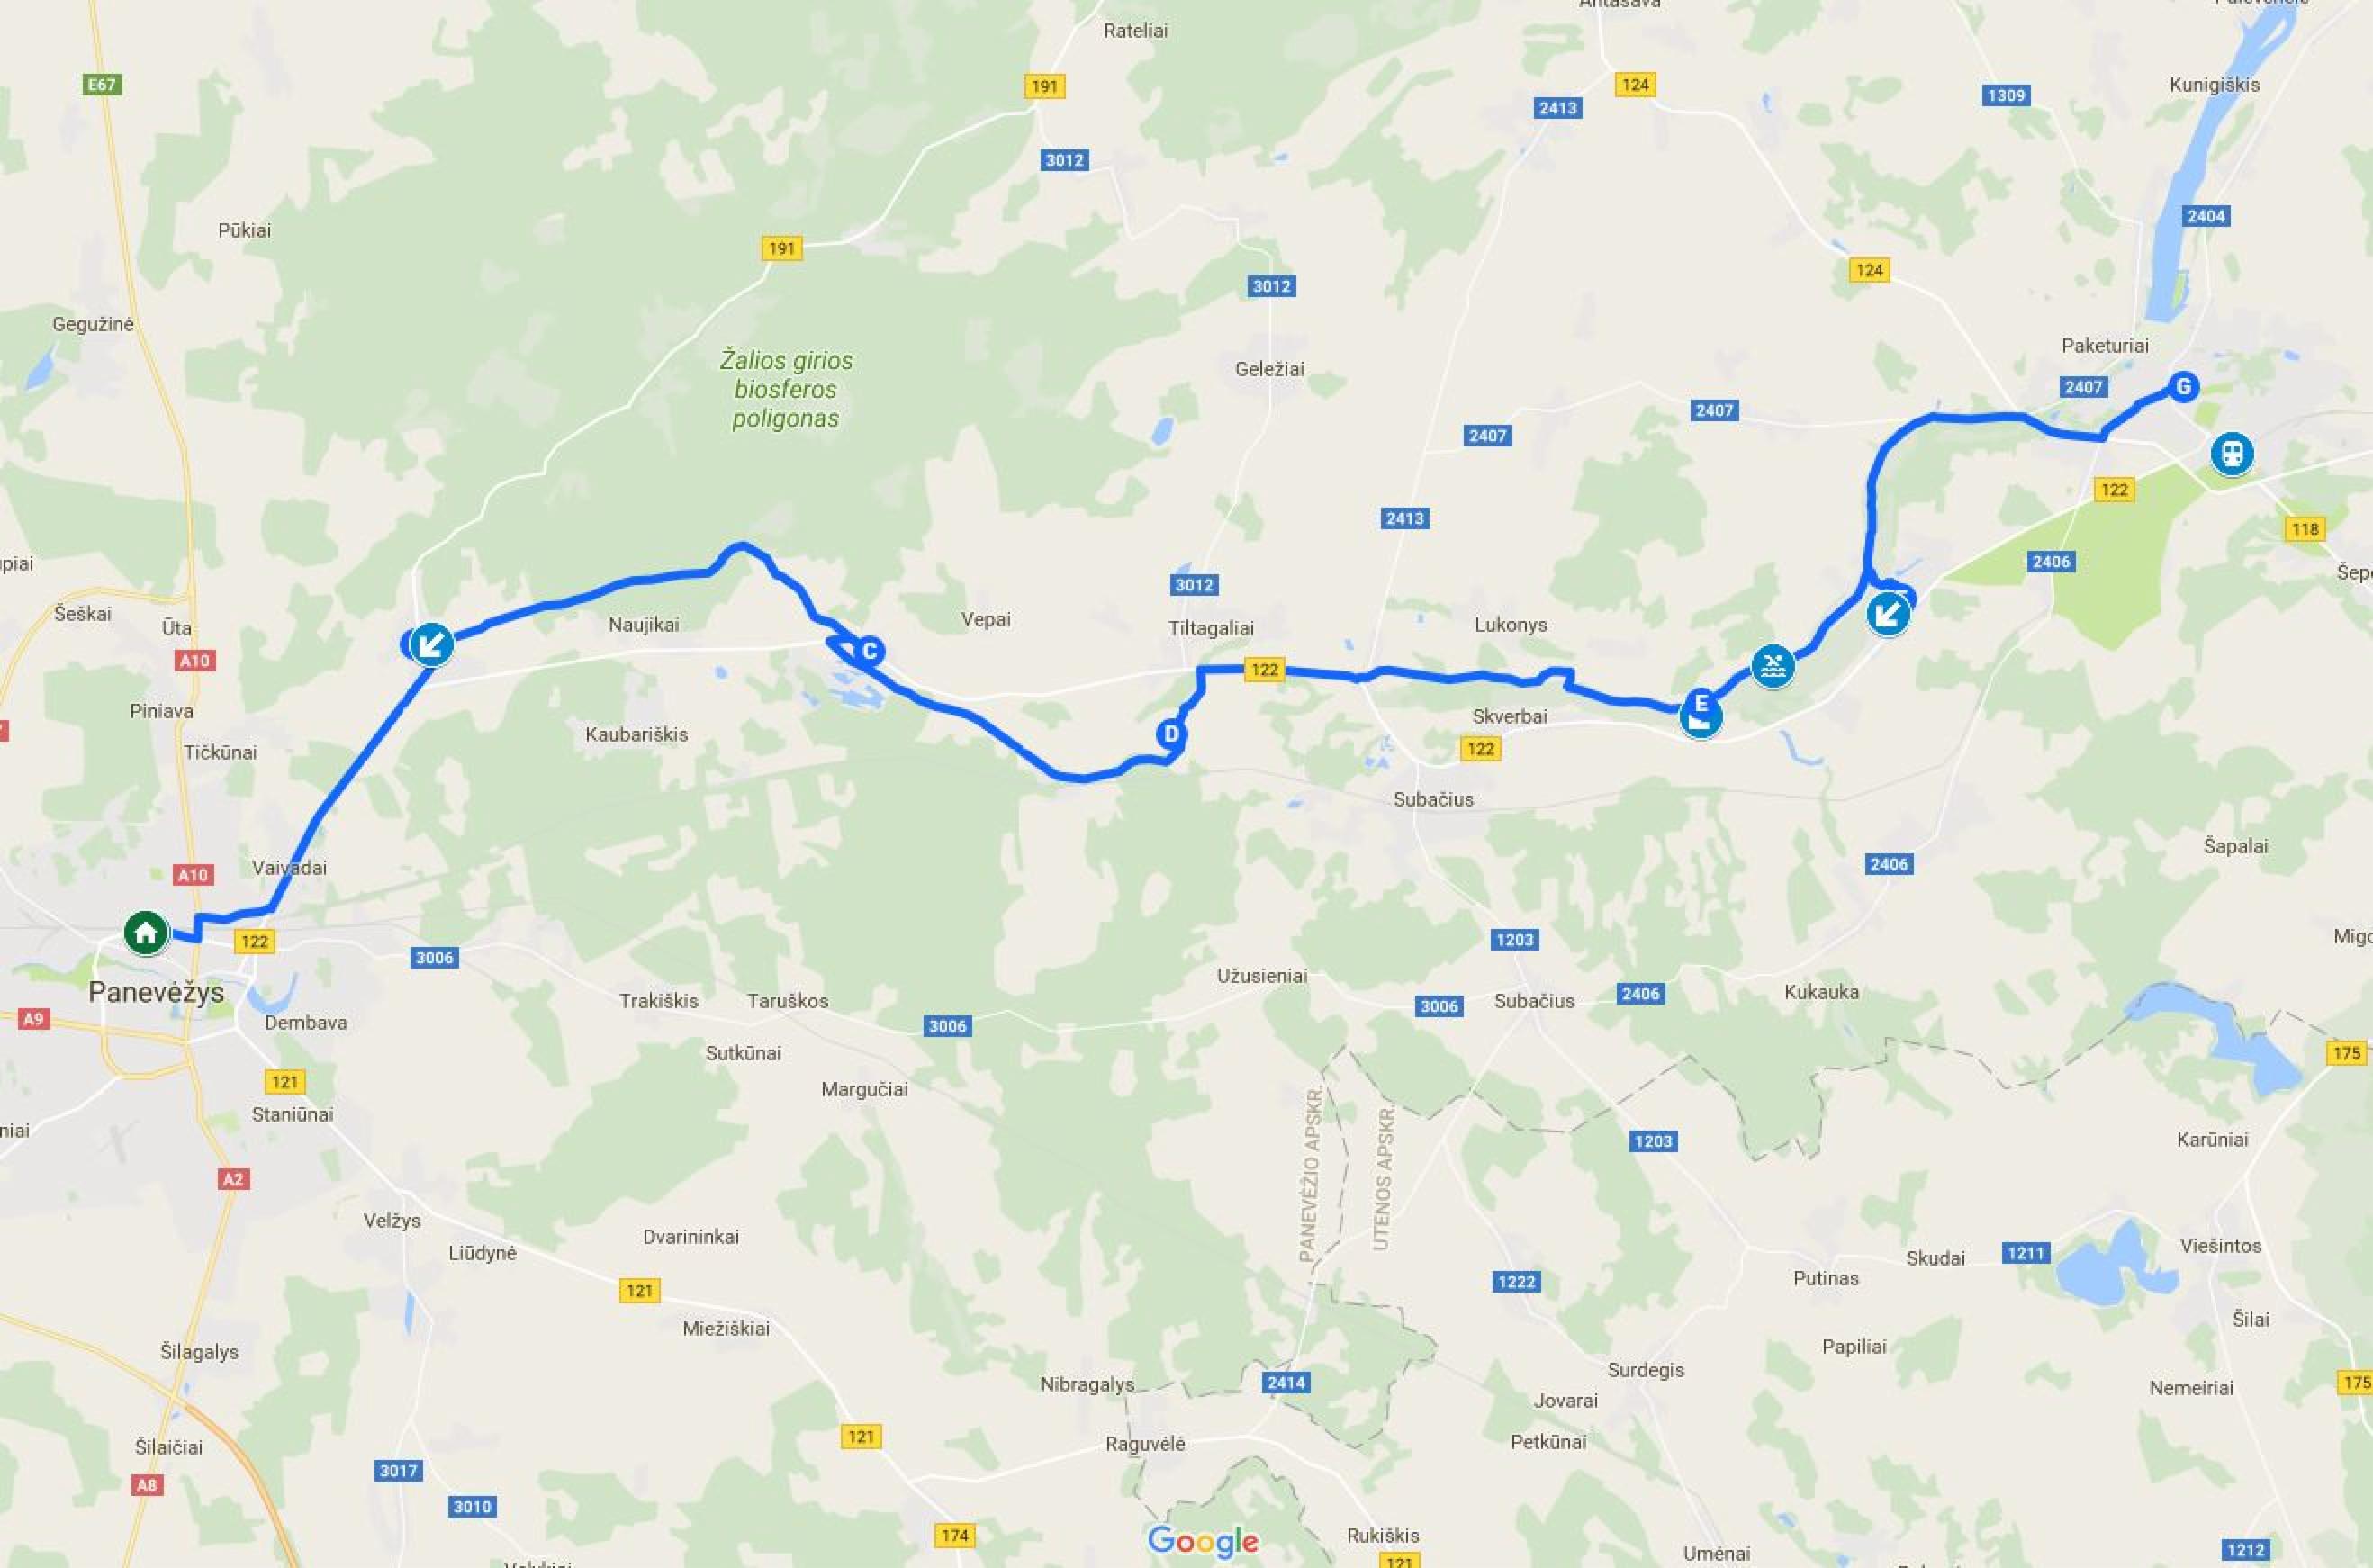 Antašava
Rateliai
E67
191
124
2413
1309
Kunigiškis
3012
2404
Pūkiai
191
124
3012
Gegužinė
Žalios girios
biosferos
poligonas
Geležiai
Paketuriai
2407
G
2407
2407
2413
122
118
2406
3012
Šeškai
Ūta
Naujikai
Vepai
Tiltagaliai
Lukonys
A10
C
122
Piniava
Tičkūnai
Kaubariškis
D
E
Skverbai
122
Subačius
Vaivadai
A10
2406
Šapalai
122
3006
1203
Panevėžys
Užusieniai
Trakiškis
Taruškos
3006
Subačius
2406
Kukauka
A9
Dembava
3006
Sutkūnai
175
121
Margučiai
Staniūnai
niai
PANEVĖŽIO APSKR.
UTENOS APSKR.
1203
Karūniai
A2
Velžys
Liūdynė
Dvarininkai
Skudai
1211
Viešintos
121
1222
Putinas
Miežiškiai
Šilai
Šilagalys
Papiliai
Nibragalys
2414
Surdegis
Jovarai
Nemeiriai
175
121
Raguvėlė
Petkūnai
Šilaičiai
3017
A8
3010
174
Google
Rukiškis
121
Umėnai
1212